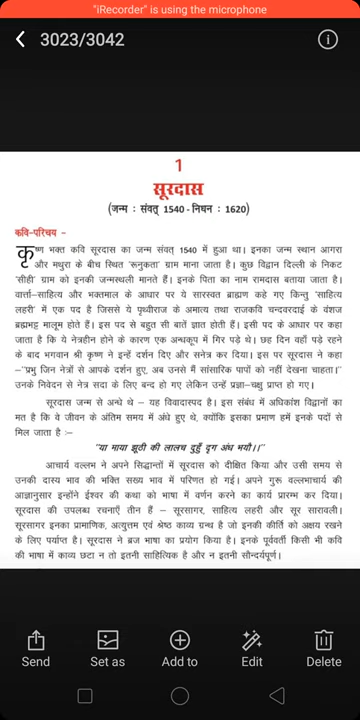 "iRecorder" is using the microphone
3023/3042
1
सूरदास
(जन्म : संवत् 1540 - निधन : 1620)
कवि-परिचय –
कृष्ण भक्त कवि सूरदास का जन्म संवत् 1540 में हुआ था। इनका जन्म स्थान आगरा
और मथुरा के बीच स्थित 'रूनुकता' ग्राम माना जाता है। कुछ विद्वान दिल्ली के निकट
'सीही' ग्राम को इनकी जन्मस्थली मानते हैं। इनके पिता का नाम रामदास बताया जाता है।
वार्त्ता-साहित्य और भक्तमाल के आधार पर ये सारस्वत ब्राह्मण कहे गए किन्तु 'साहित्य
लहरी' में एक पद है जिससे ये पृथ्वीराज के अमात्य तथा राजकवि चन्दवरदाई के वंशज
ब्रह्मभट्ट मालूम होते हैं। इस पद से बहुत सी बातें ज्ञात होती हैं। इसी पद के आधार पर कहा
जाता है कि ये नेत्रहीन होने के कारण एक अन्धकूप में गिर पड़े थे। छह दिन वहाँ पड़े रहने
के बाद भगवान श्री कृष्ण ने इन्हें दर्शन दिए और सनेत्र कर दिया। इस पर सूरदास ने कहा
–"प्रभु जिन नेत्रों से आपके दर्शन हुए, अब उनसे मैं सांसारिक पापों को नहीं देखना चाहता।"
उनके निवेदन से नेत्र सदा के लिए बन्द हो गए लेकिन उन्हें प्रज्ञा-चक्षु प्राप्त हो गए।
सूरदास जन्म से अन्धे थे – यह विवादास्पद है। इस संबंध में अधिकांश विद्वानों का
मत है कि ये जीवन के अंतिम समय में अंधे हुए थे, क्योंकि इसका प्रमाण हमें इनके पदों से
मिल जाता है :–
"या माया झूठी की लालच दुहुँ दृग अंध भयौ।।"
आचार्य वल्लभ ने अपने सिद्धान्तों में सूरदास को दीक्षित किया और उसी समय से
उनकी दास्य भाव की भक्ति सख्य भाव में परिणत हो गई। अपने गुरू वल्लभाचार्य की
आज्ञानुसार इन्होंने ईश्वर की कथा को भाषा में वर्णन करने का कार्य प्रारम्भ कर दिया।
सूरदास की उपलब्ध रचनाएँ तीन हैं – सूरसागर, साहित्य लहरी और सूर सारावली।
सूरसागर इनका प्रामाणिक, अत्युत्तम एवं श्रेष्ठ काव्य ग्रन्थ है जो इनकी कीर्ति को अक्षय रखने
के लिए पर्याप्त है। सूरदास ने ब्रज भाषा का प्रयोग किया है। इनके पूर्ववर्ती किसी भी कवि
की भाषा में काव्य छटा न तो इतनी साहित्यिक है और न इतनी सौन्दर्यपूर्ण।
Send Set as Add to Edit Delete